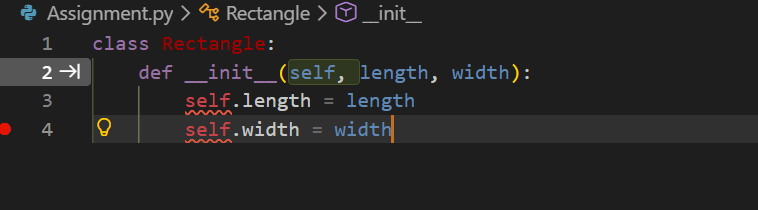 Assignment.py > Rectangle > __init__
1 class Rectangle:
2 def __init__(self, length, width):
3 self.length = length
4 self.width = width